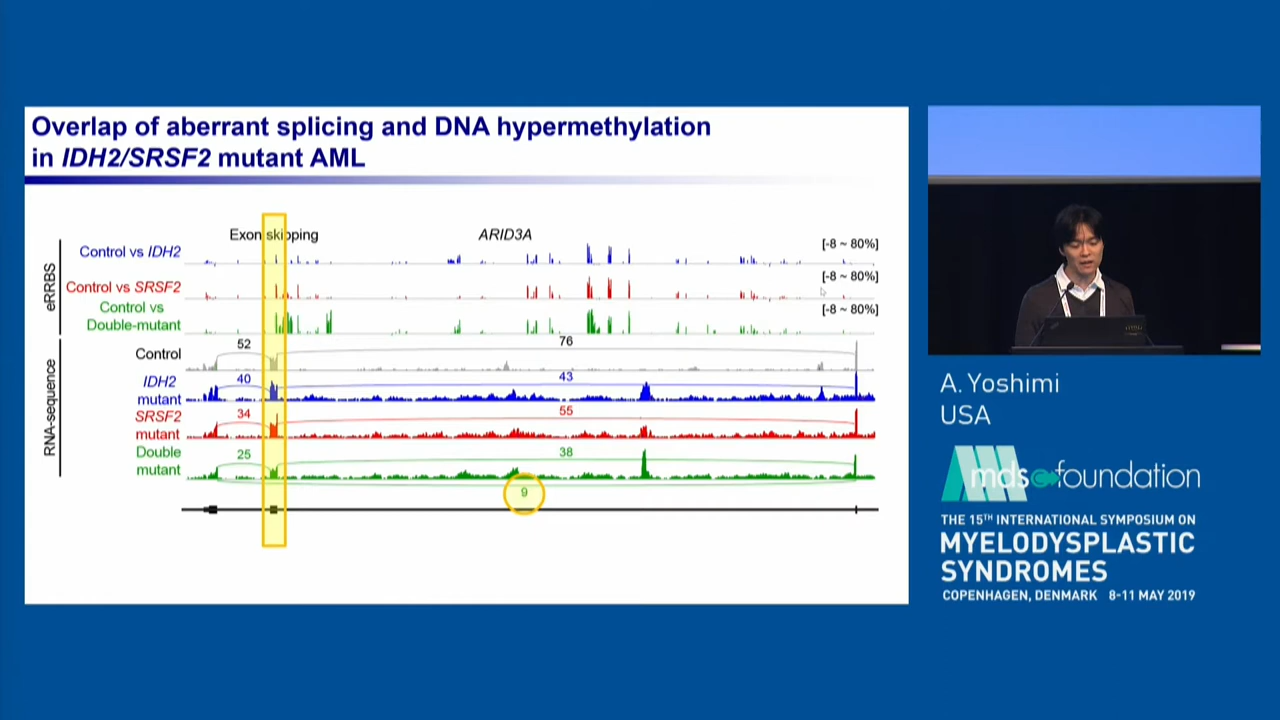 Overlap of aberrant splicing and DNA hypermethylation
in IDH2/SRSF2 mutant AML
Exon skipping
ARID3A
eRRBS
Control vs IDH2
[-8 ~ 80%]
Control vs SRSF2
[-8 ~ 80%]
Control vs
Double-mutant
[-8 ~ 80%]
RNA-sequence
Control
52
76
IDH2
mutant
40
43
SRSF2
mutant
34
55
Double
mutant
25
38
9
A. Yoshimi
USA
mds foundation
THE 15TH INTERNATIONAL SYMPOSIUM ON
MYELODYSPLASTIC
SYNDROMES
COPENHAGEN, DENMARK 8-11 MAY 2019